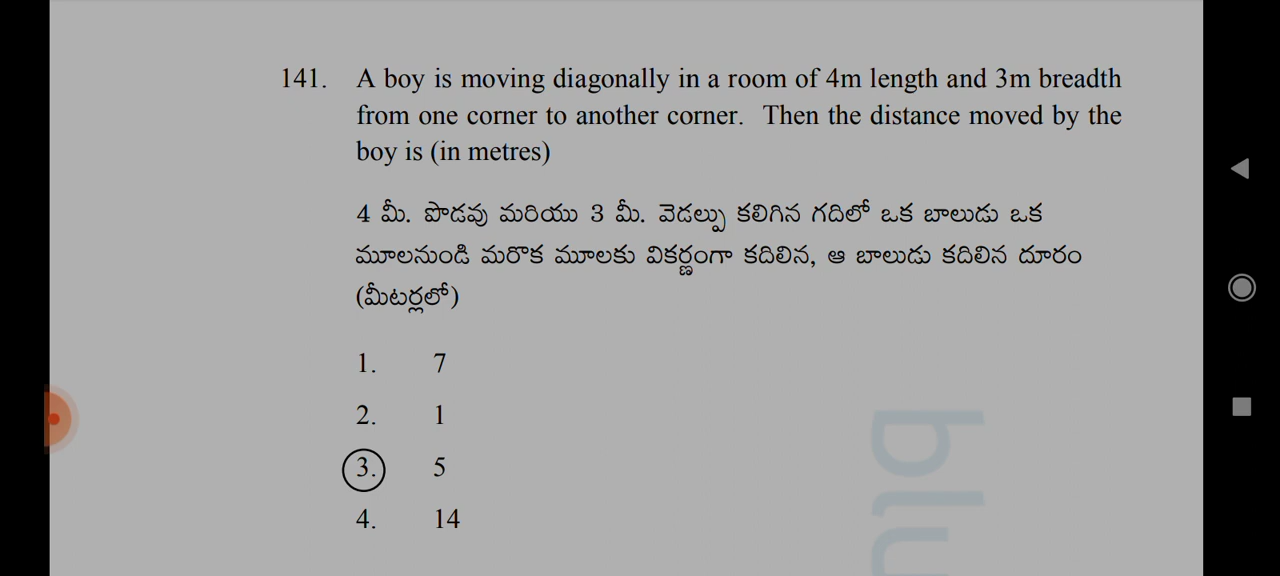 141. A boy is moving diagonally in a room of 4m length and 3m breadth
from one corner to another corner. Then the distance moved by the
boy is (in metres)
4 మీ. పొడవు మరియు 3 మీ. వెడల్పు కలిగిన గదిలో ఒక బాలుడు ఒక
మూలనుండి మరొక మూలకు వికర్ణంగా కదిలిన, ఆ బాలుడు కదిలిన దూరం
(మీటర్లలో)
1. 7
2. 1
3. 5
4. 14
blu